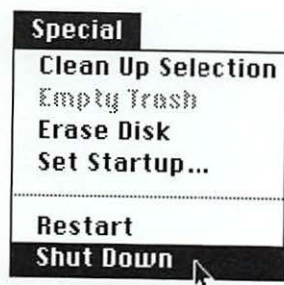 Special
Clean Up Selection
Empty Trash
Erase Disk
Set Startup...
Restart
Shut Down